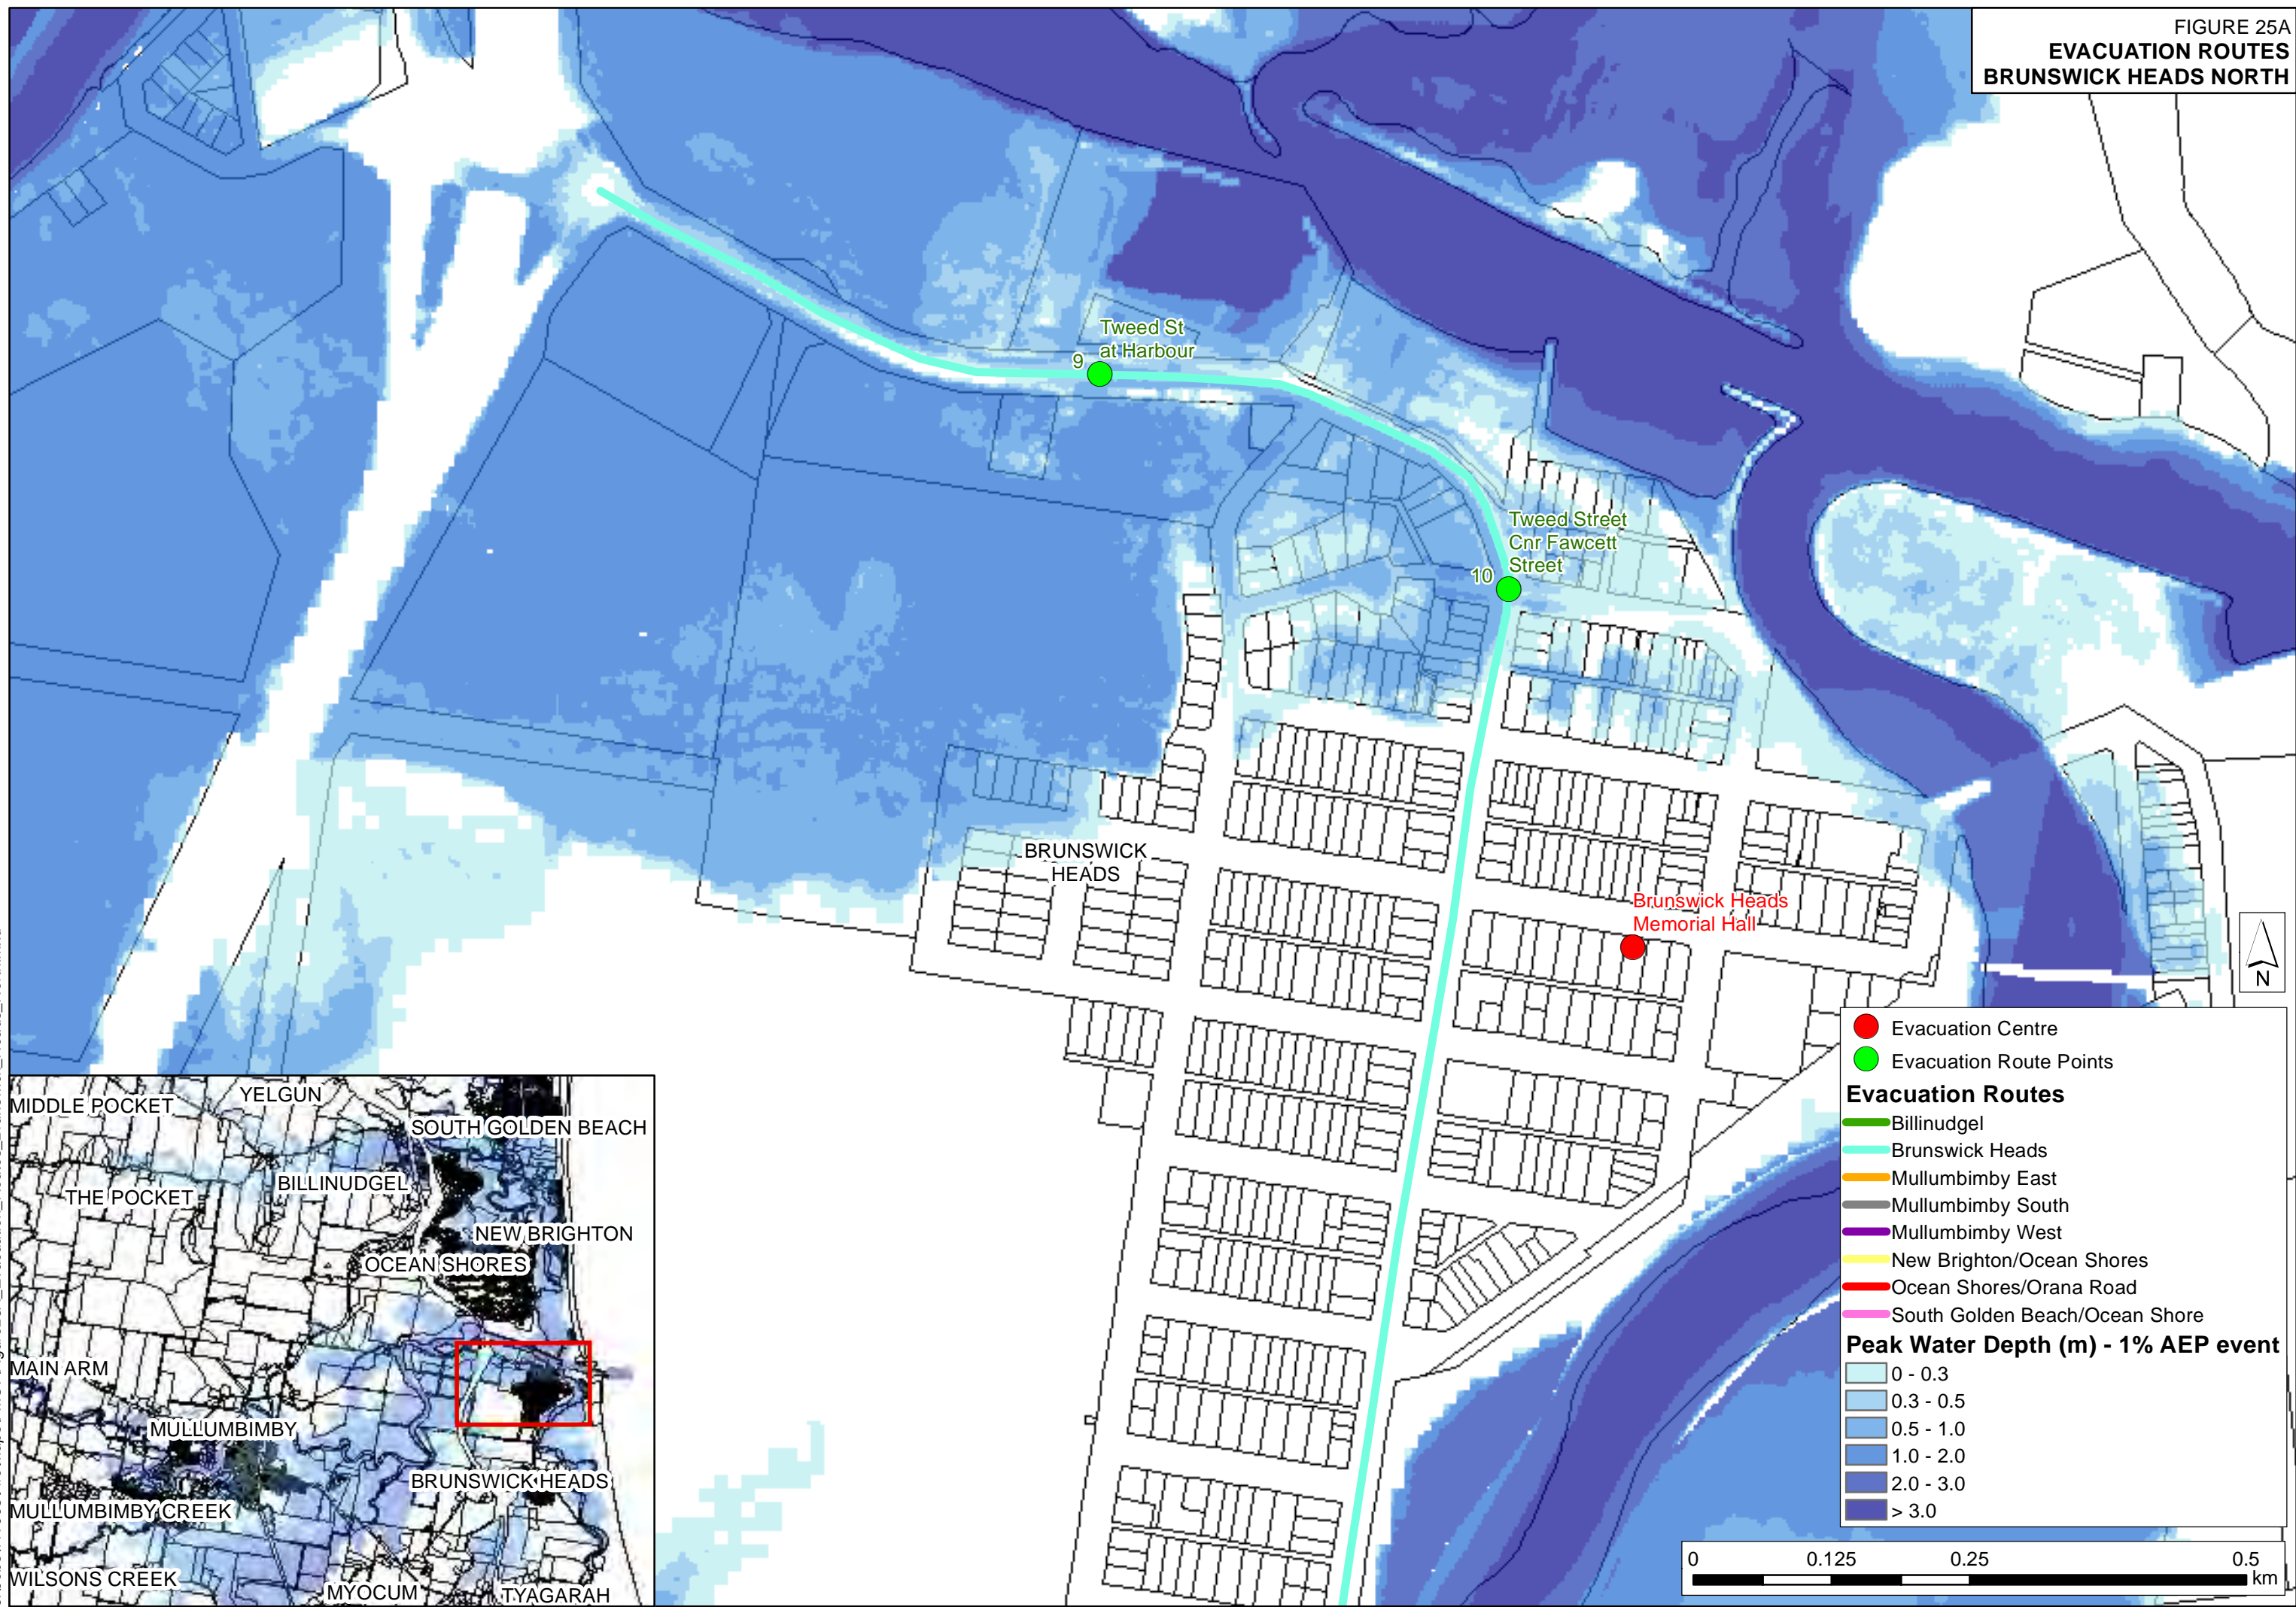 FIGURE 25A
EVACUATION ROUTES
BRUNSWICK HEADS NORTH
Tweed St
at Harbour
9
Tweed Street
Cnr Fawcett
Street
10
BRUNSWICK
HEADS
Brunswick Heads
Memorial Hall
N
Evacuation Centre
Evacuation Route Points
Evacuation Routes
Billinudgel
Brunswick Heads
Mullumbimby East
Mullumbimby South
Mullumbimby West
New Brighton/Ocean Shores
Ocean Shores/Orana Road
South Golden Beach/Ocean Shore
Peak Water Depth (m) - 1% AEP event
0 - 0.3
0.3 - 0.5
0.5 - 1.0
1.0 - 2.0
2.0 - 3.0
> 3.0
0 0.125 0.25 0.5
km
MIDDLE POCKET
YELGUN
SOUTH GOLDEN BEACH
THE POCKET
BILLINUDGEL
NEW BRIGHTON
OCEAN SHORES
MAIN ARM
MULLUMBIMBY
BRUNSWICK HEADS
MULLUMBIMBY CREEK
WILSONS CREEK
MYOCUM
TYAGARAH